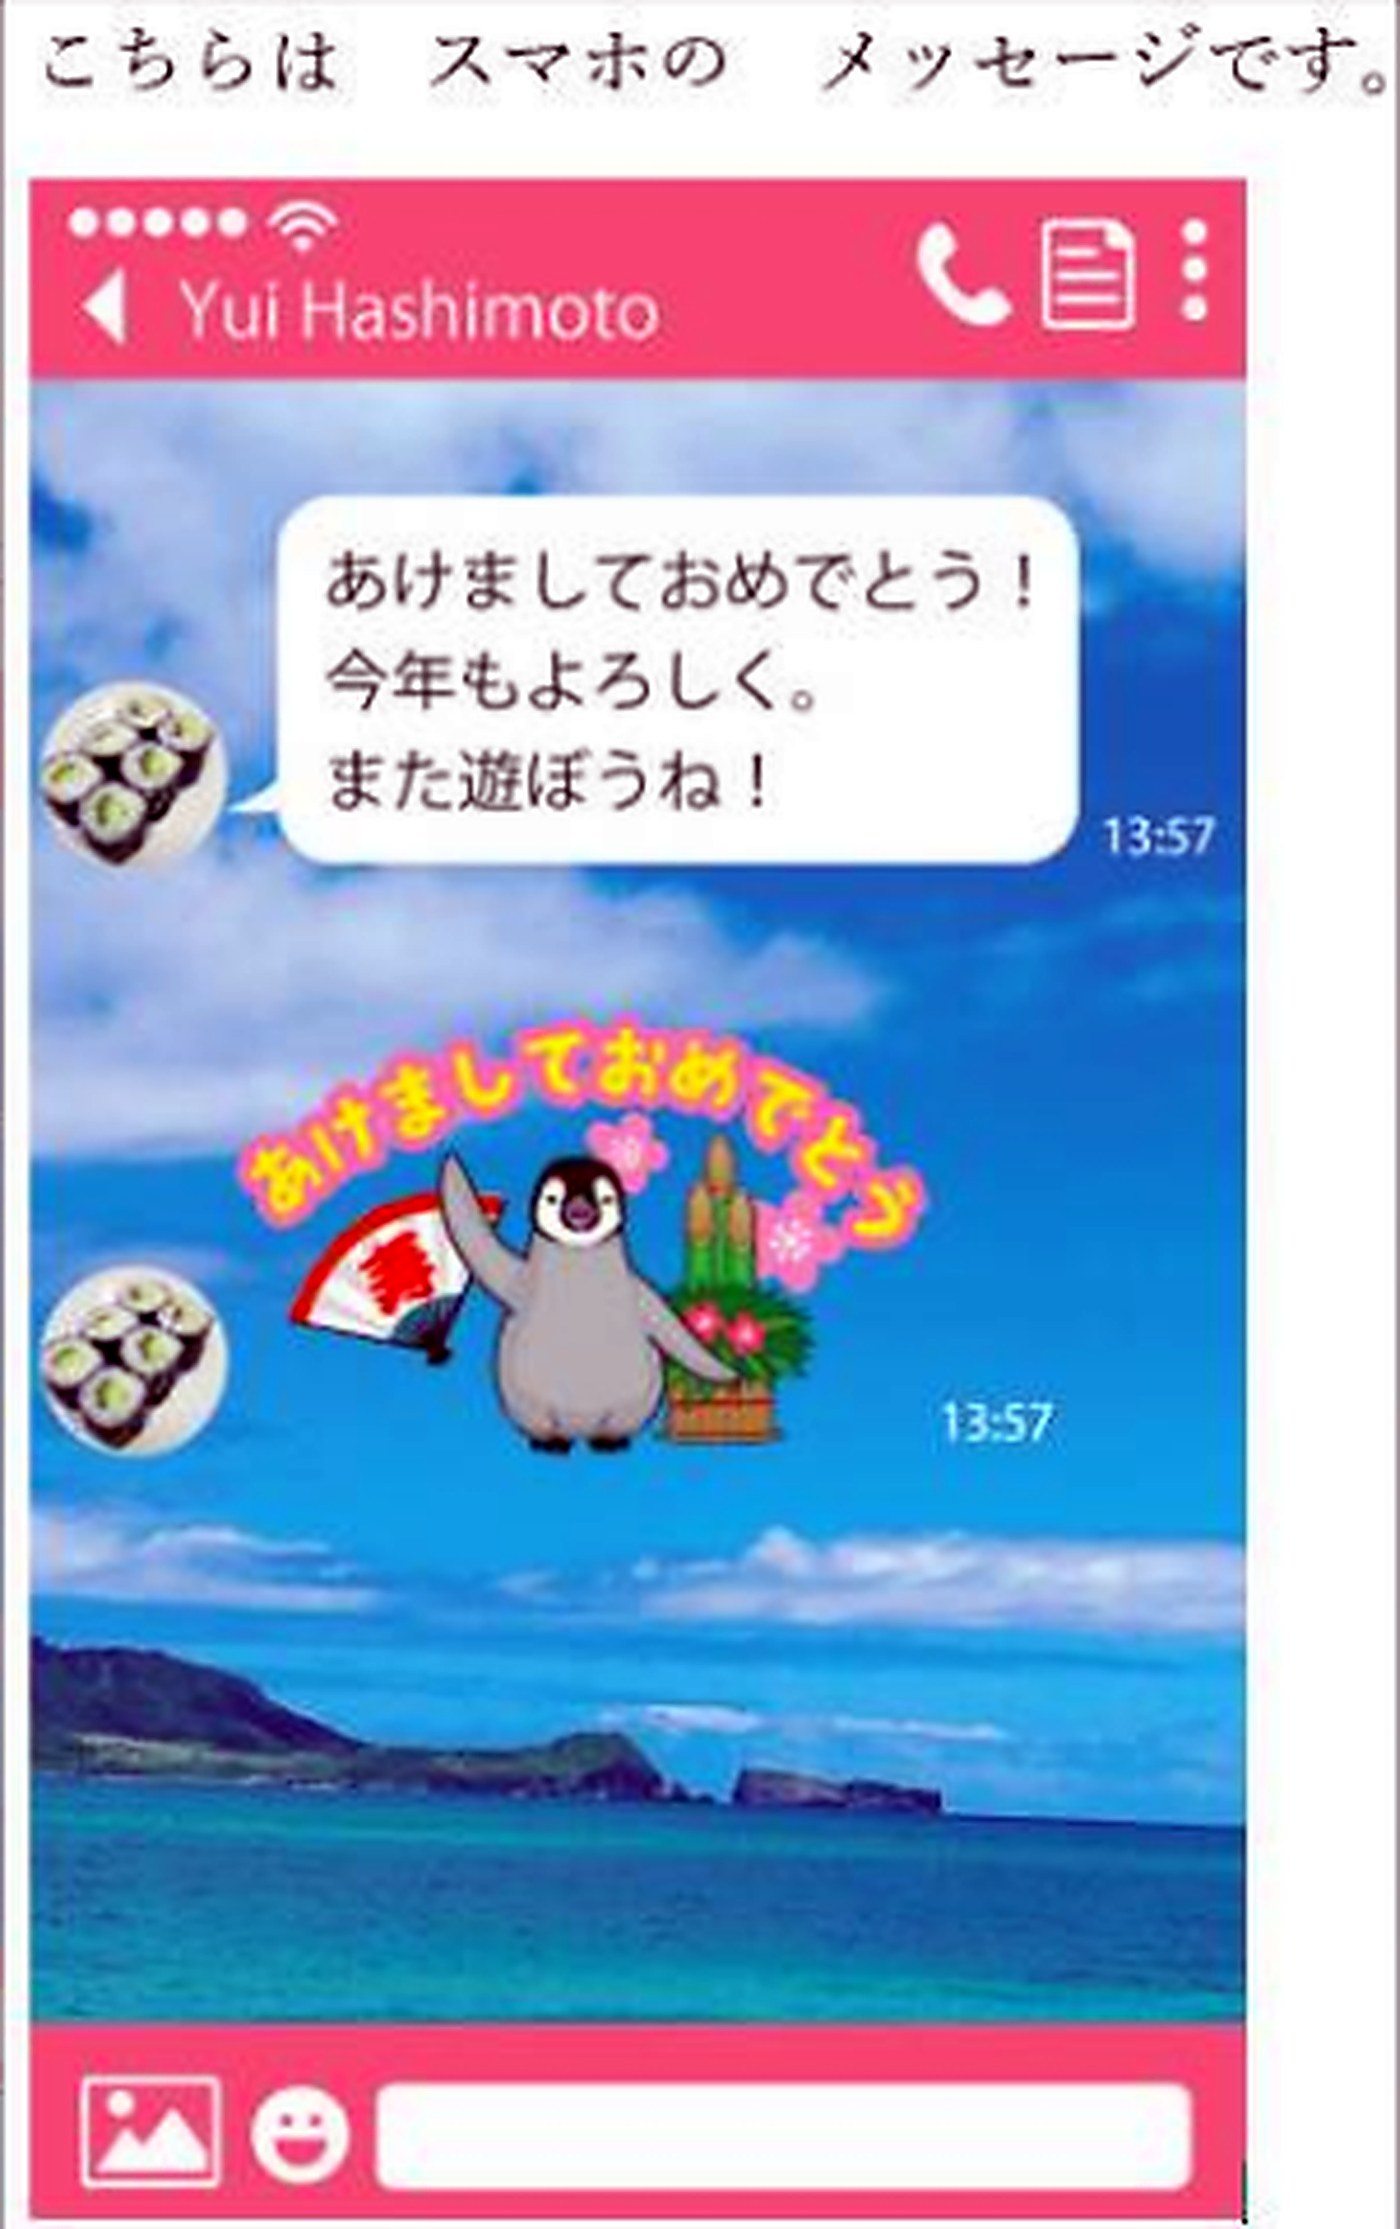 こちらは　スマホの　メッセージです。
Yui Hashimoto
あけましておめでとう！
今年もよろしく。
また遊ぼうね！
13:57
あけましておめでとう
13:57